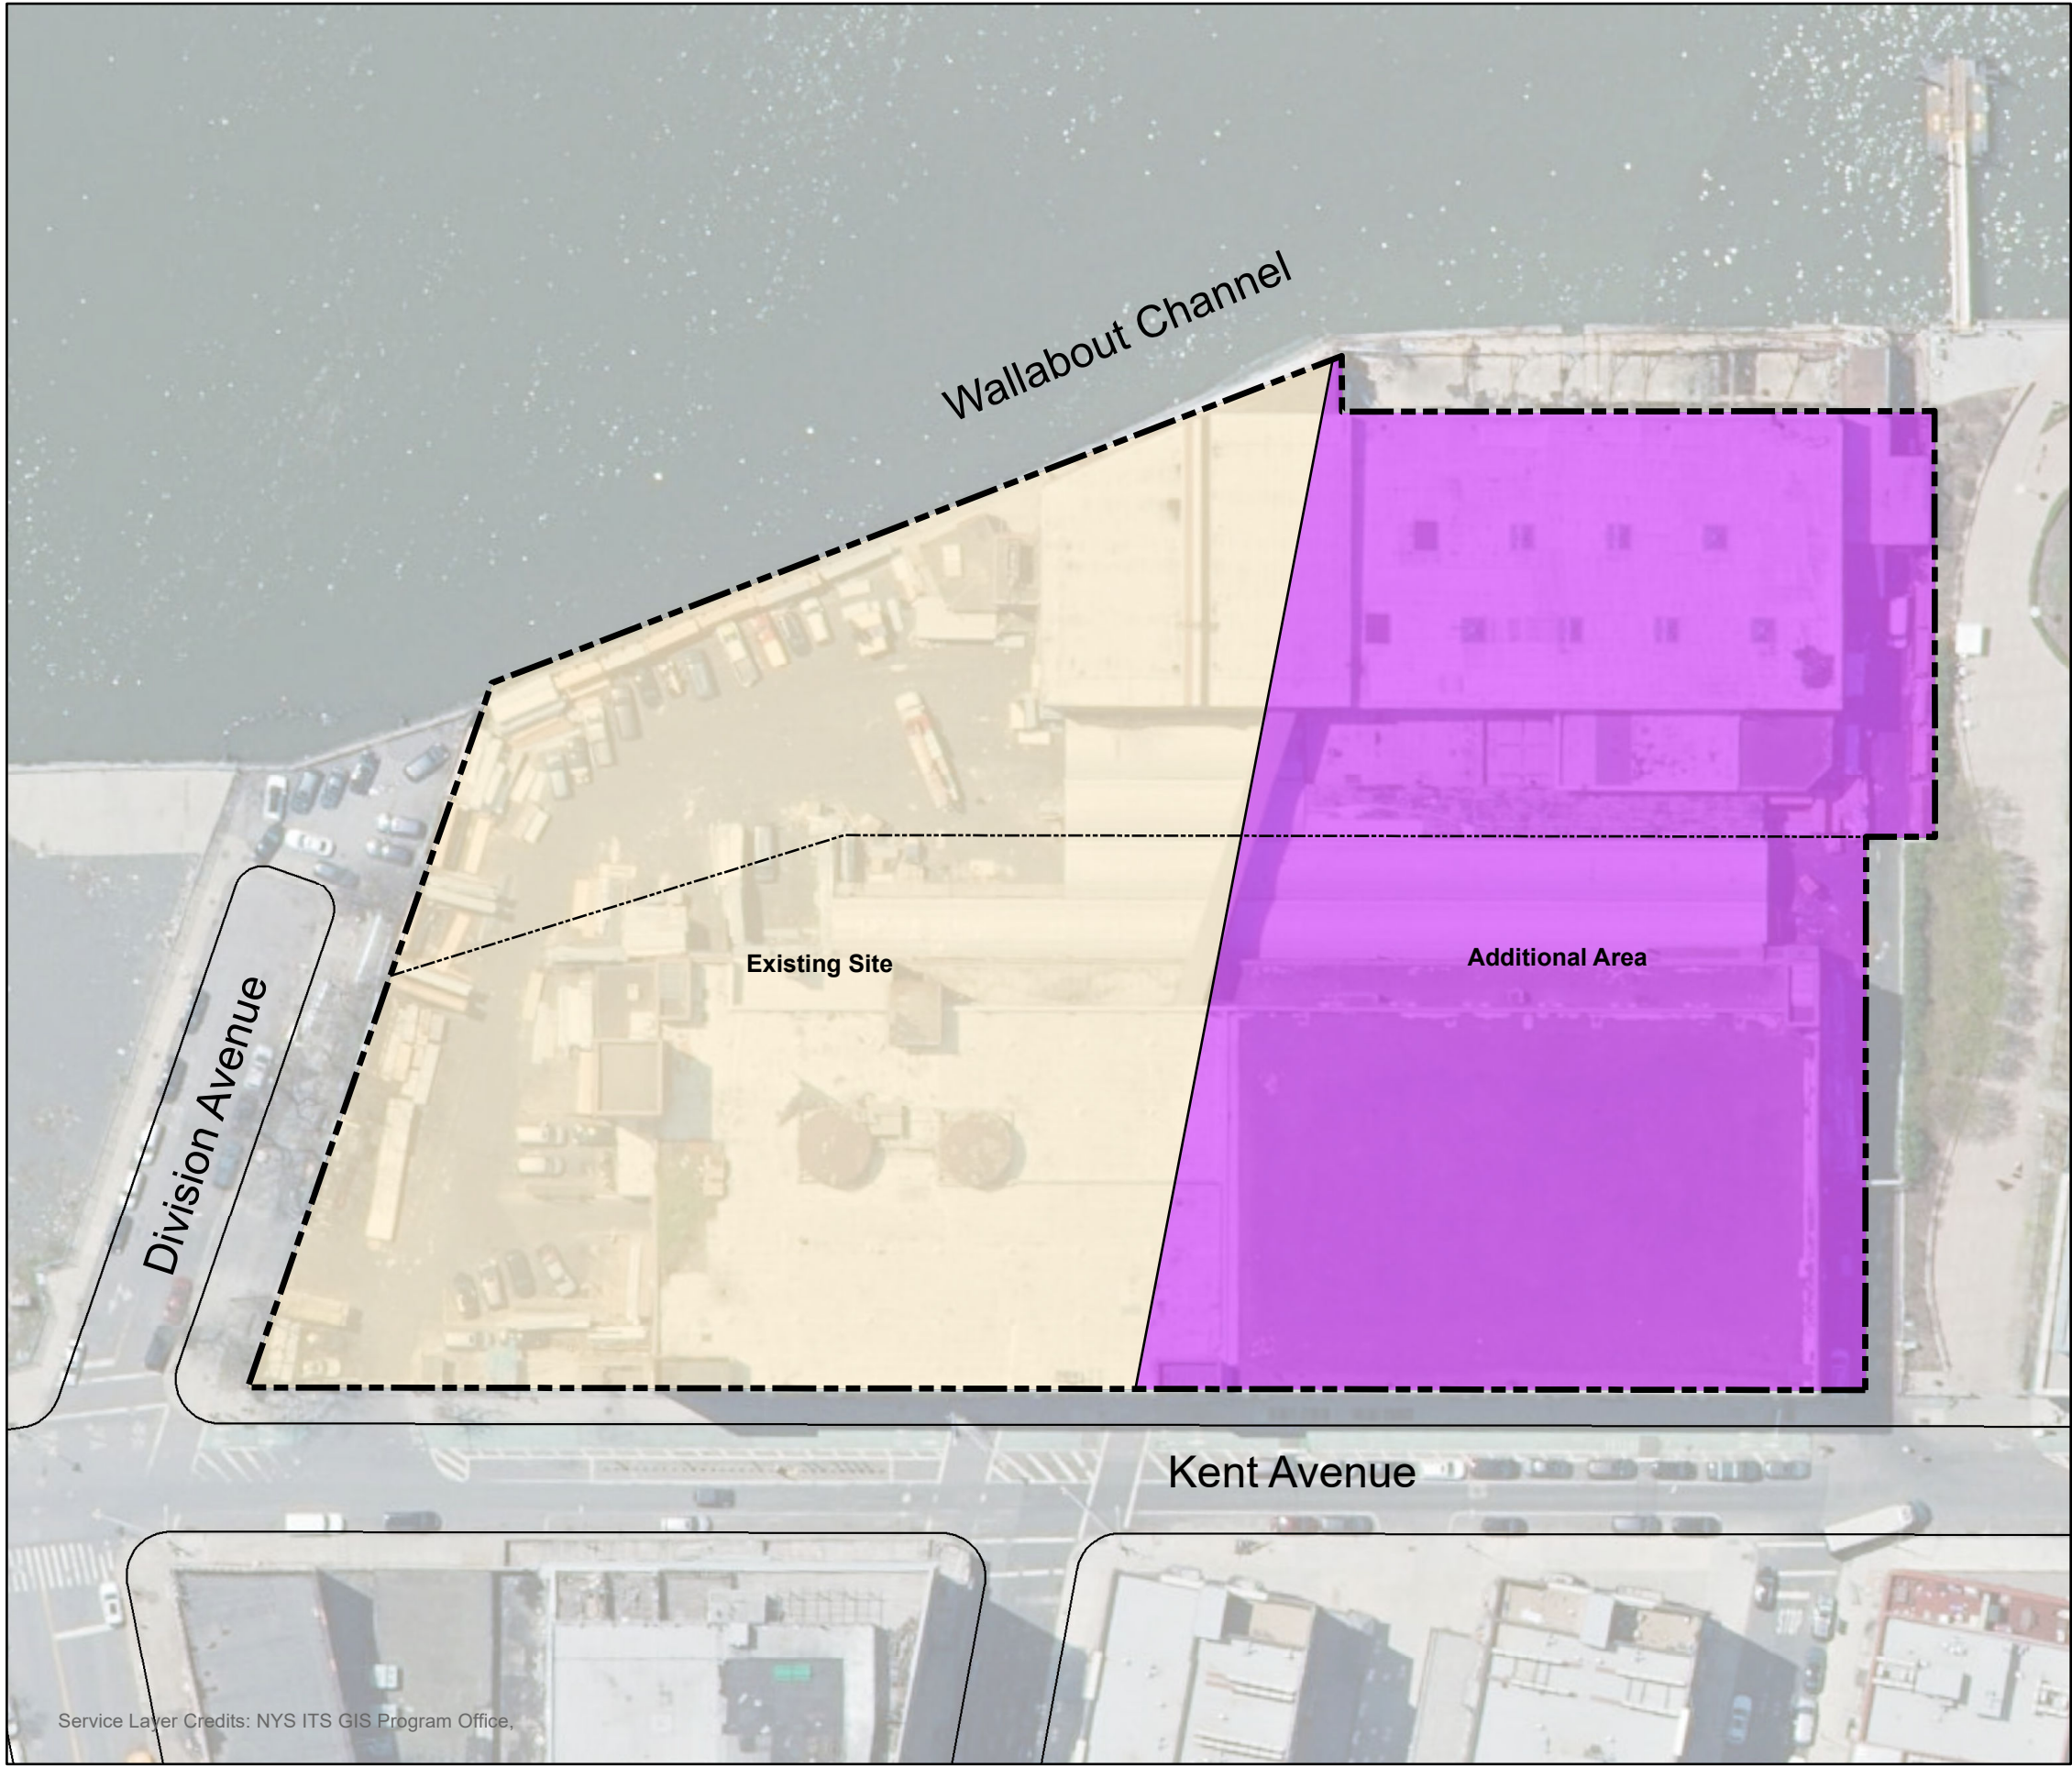 Wallabout Channel
Existing Site
Additional Area
Division Avenue
Kent Avenue
Service Layer Credits: NYS ITS GIS Program Office,